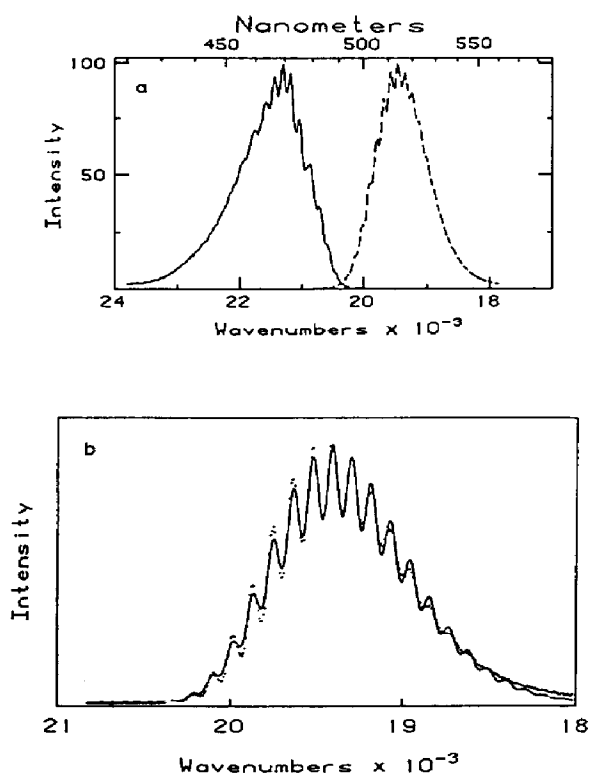 Nanometers
450 500 550
a
100
50
Intensity
24 22 20 18
Wavenumbers x 10⁻³
b
Intensity
21 20 19 18
Wavenumbers x 10⁻³